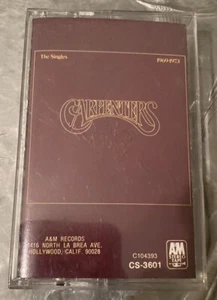 The Singles 1969-1973
CARPENTERS
A&M RECORDS
1416 NORTH LA BREA AVE.
HOLLYWOOD, CALIF. 90028
C104393
CS-3601
A&M